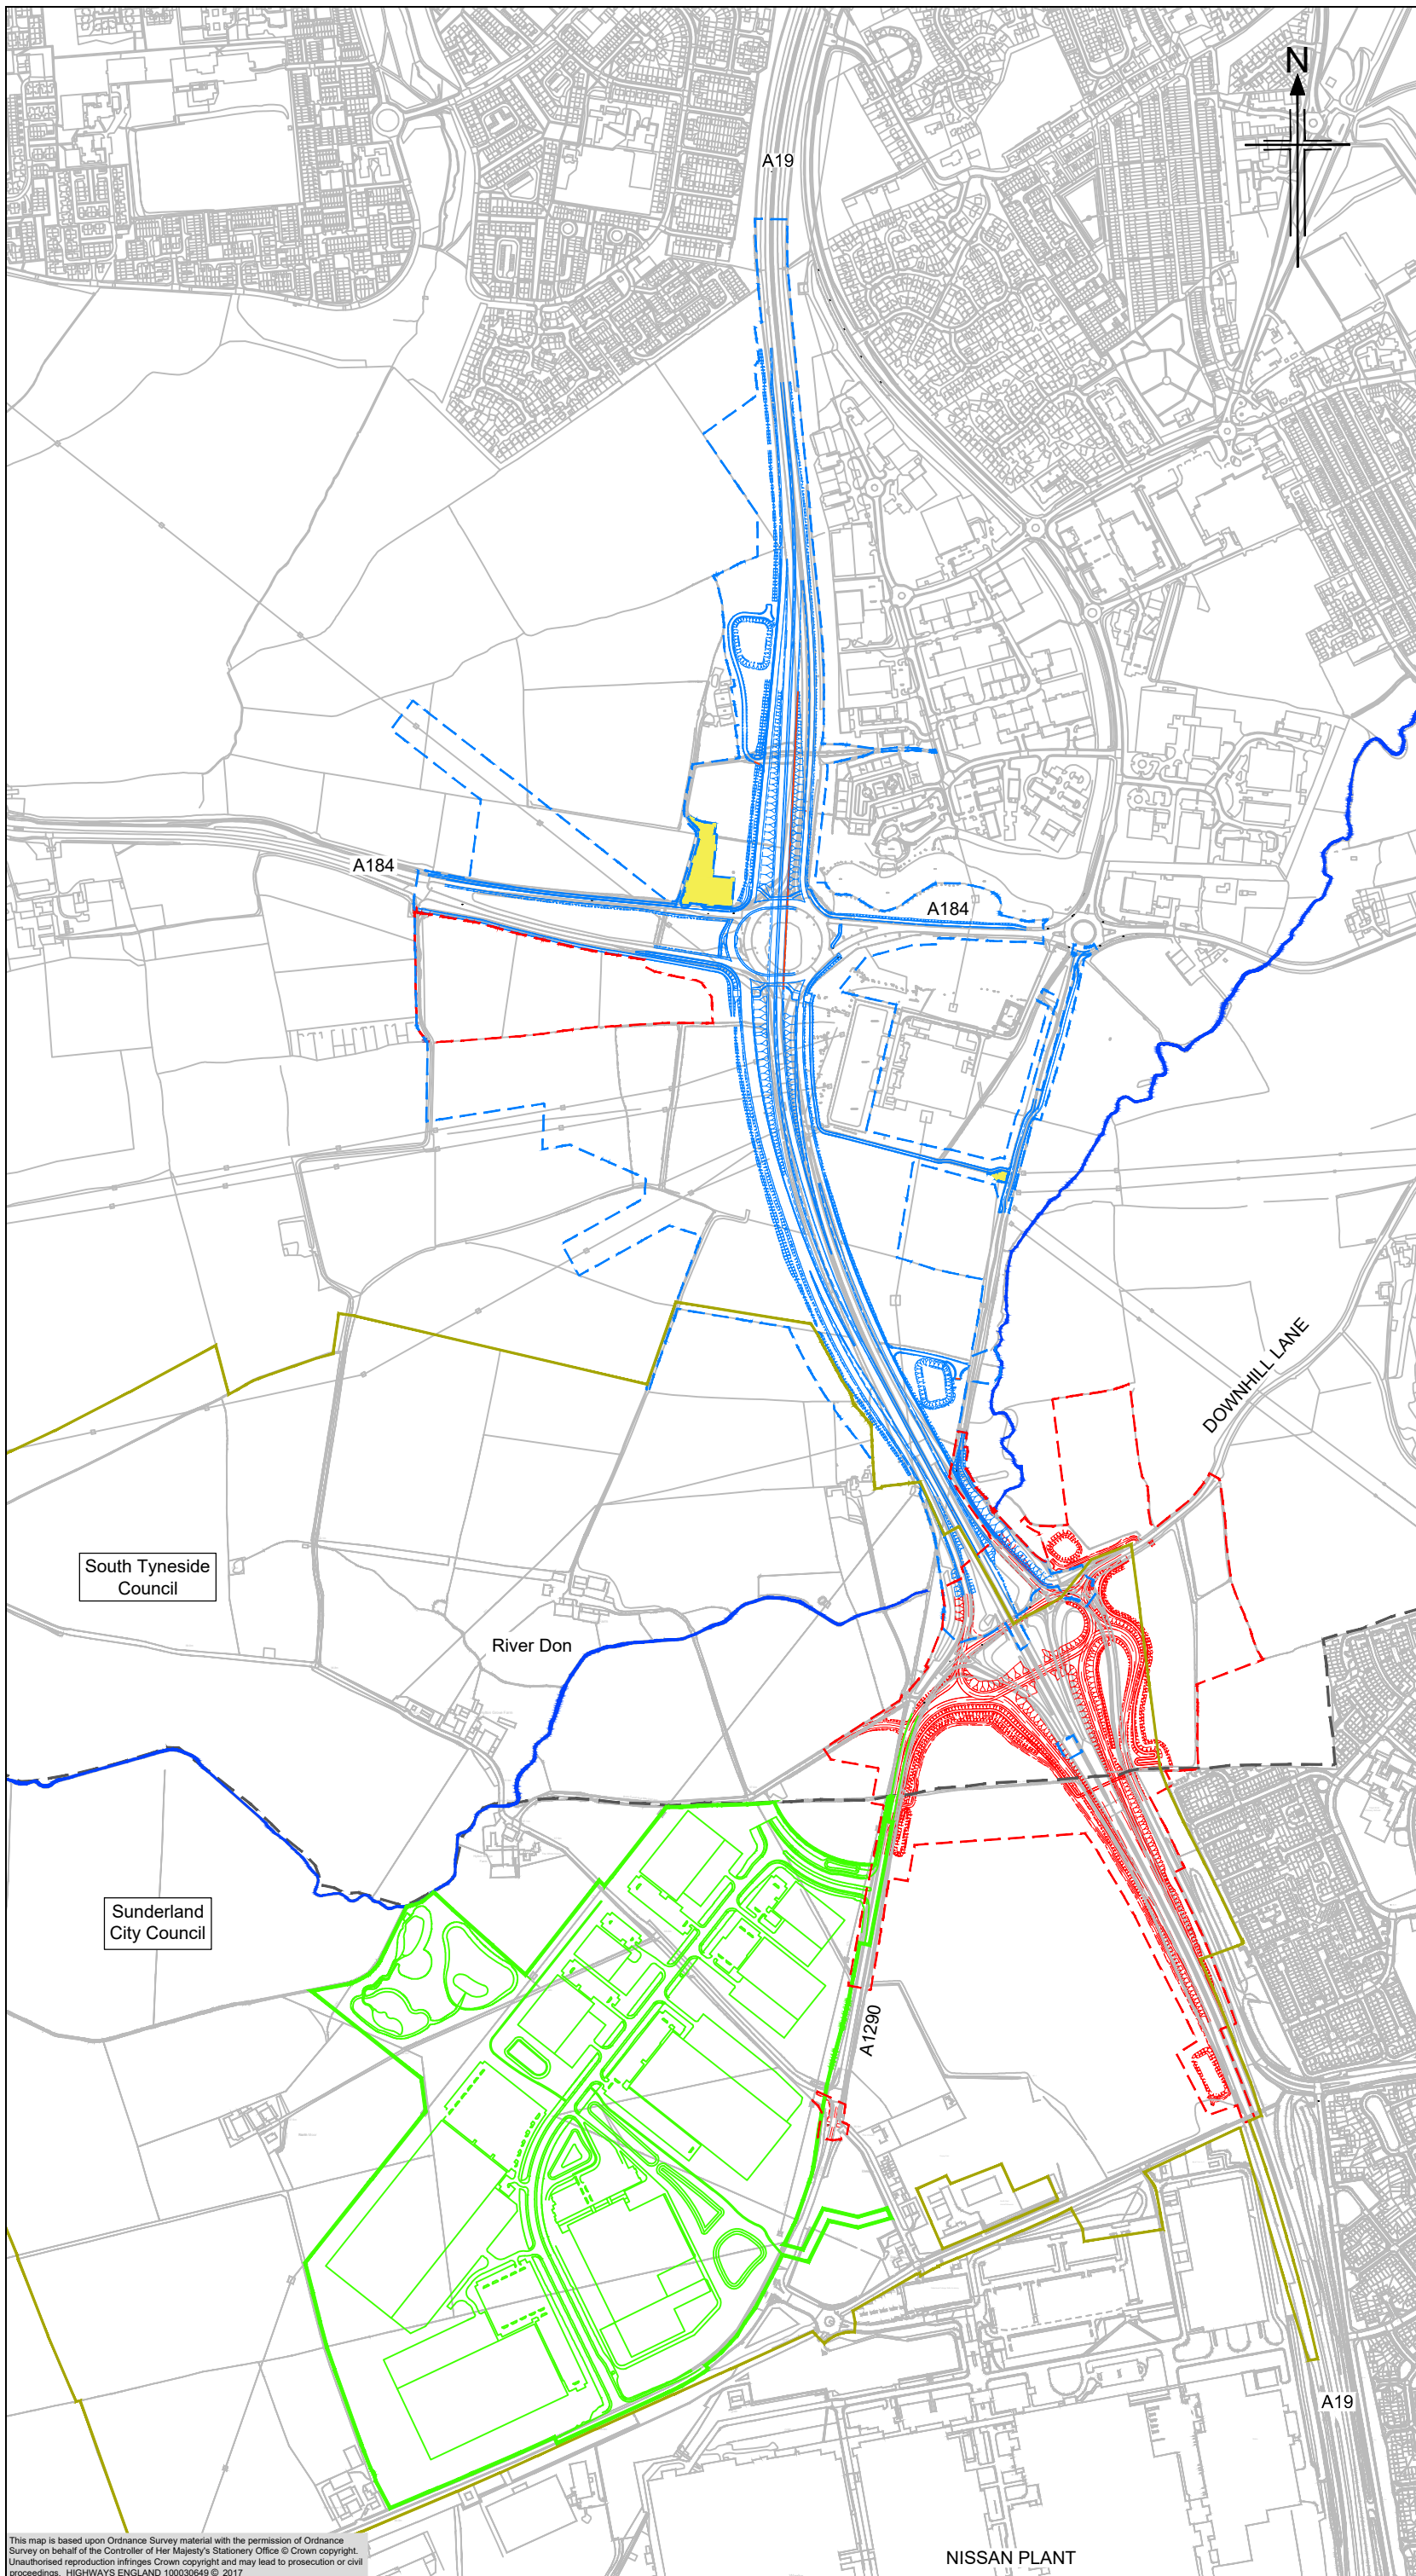 N
A19
A184
A184
DOWNHILL LANE
South Tyneside
Council
River Don
Sunderland
City Council
A1290
A19
NISSAN PLANT
This map is based upon Ordnance Survey material with the permission of Ordnance
Survey on behalf of the Controller of Her Majesty's Stationery Office © Crown copyright.
Unauthorised reproduction infringes Crown copyright and may lead to prosecution or civil
proceedings. HIGHWAYS ENGLAND 100030649 © 2017